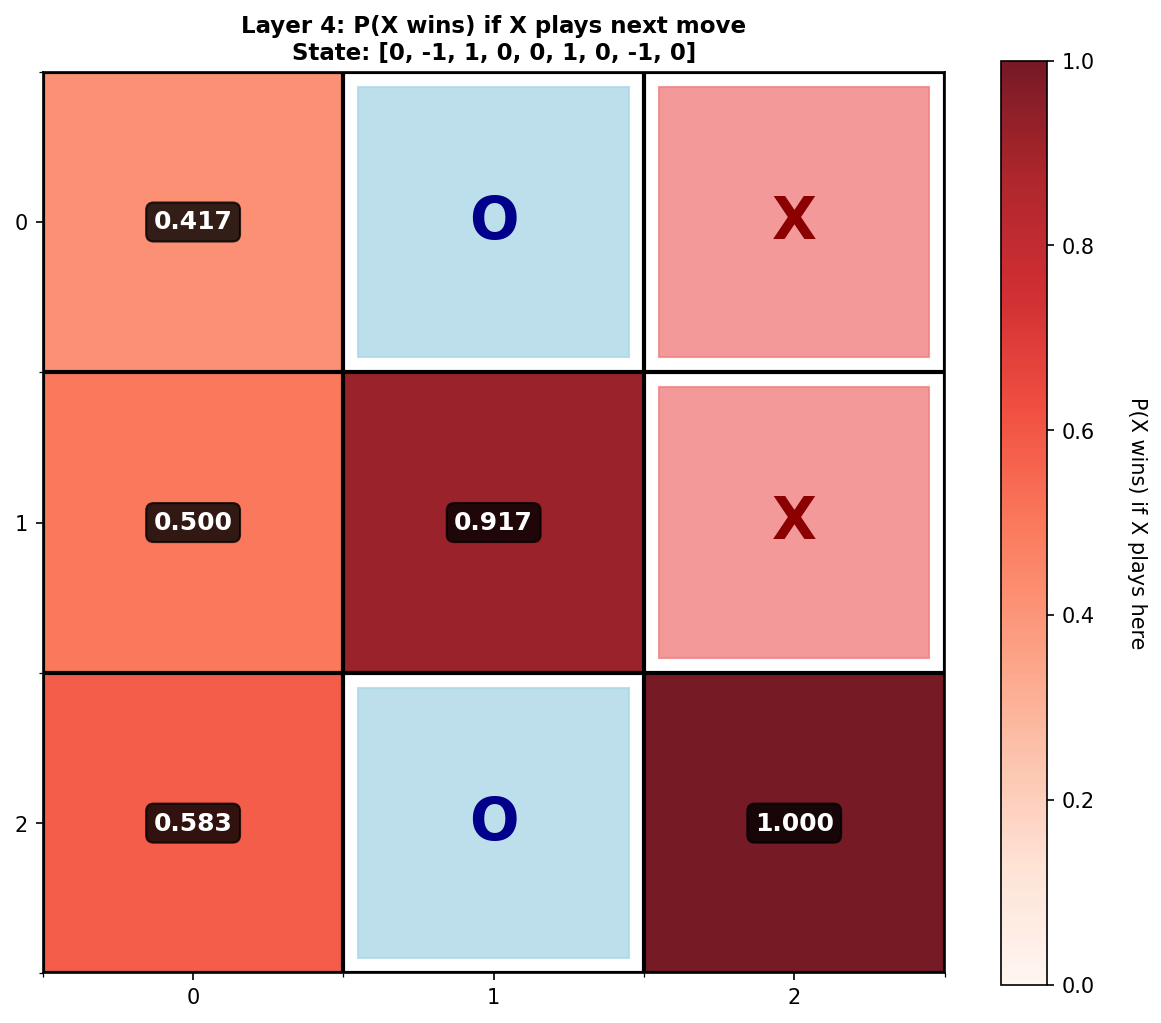 Layer 4: P(X wins) if X plays next move
State: [0, -1, 1, 0, 0, 1, 0, -1, 0]
0
0.417
O
X
1
0.500
0.917
X
2
0.583
O
1.000
0
1
2
1.0
0.8
0.6
0.4
0.2
0.0
P(X wins) if X plays here